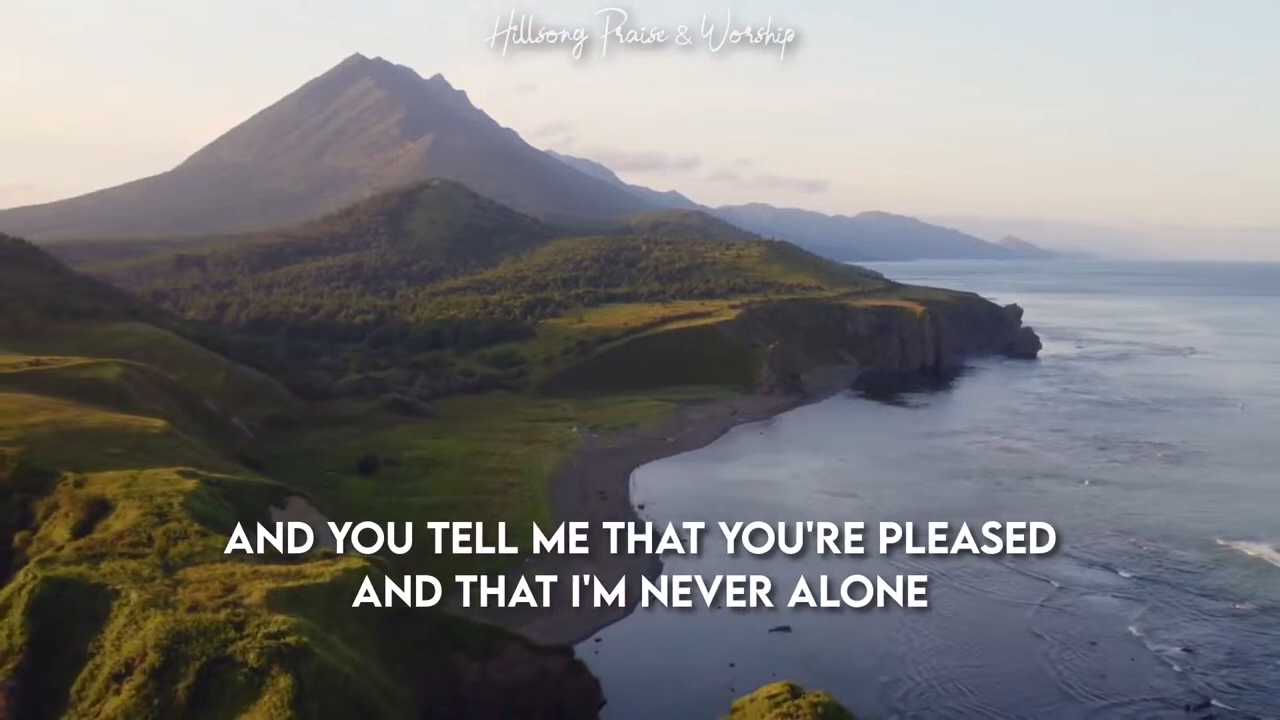 Hillsong Praise & Worship
AND YOU TELL ME THAT YOU'RE PLEASED
AND THAT I'M NEVER ALONE